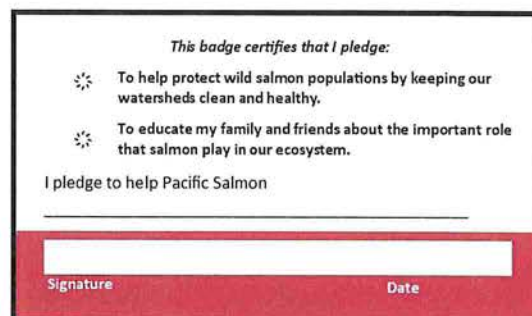 This badge certifies that I pledge:
To help protect wild salmon populations by keeping our
watersheds clean and healthy.
To educate my family and friends about the important role
that salmon play in our ecosystem.
I pledge to help Pacific Salmon
Signature Date